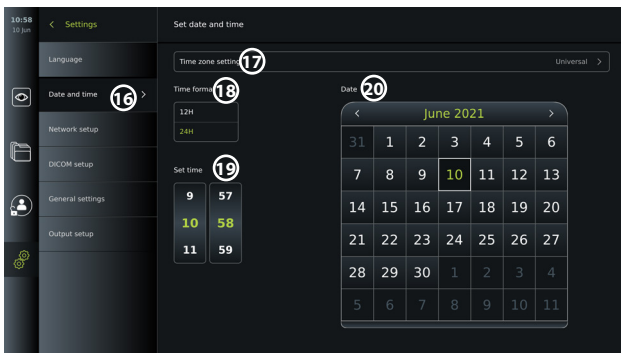 10:58
10 Jun
Settings
Set date and time
Language
Date and time
16
Network setup
DICOM setup
General settings
Output setup
Time zone setting
17
Universal
Time forma
18
12H
24H
Set time
19
9 57
10 58
11 59
Date
20
June 2021
31 1 2 3 4 5 6
7 8 9 10 11 12 13
14 15 16 17 18 19 20
21 22 23 24 25 26 27
28 29 30 1 2 3 4
5 6 7 8 9 10 11